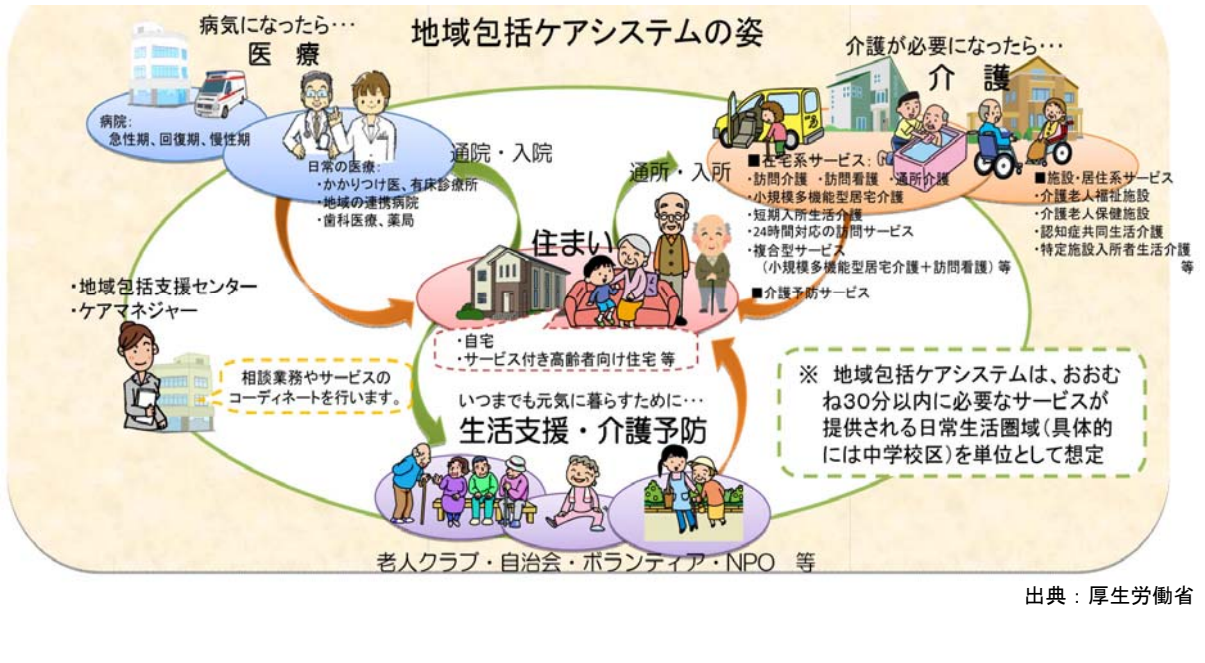 地域包括ケアシステムの姿
病気になったら･･･
医　療
病院:
急性期、回復期、慢性期
日常の医療:
・かかりつけ医、有床診療所
・地域の連携病院
・歯科医療、薬局
通院・入院
通所・入所
介護が必要になったら･･･
介　護
■在宅系サービス:
・訪問介護 ・訪問看護 ・通所介護
・小規模多機能型居宅介護
・短期入所生活介護
・24時間対応の訪問サービス
・複合型サービス
（小規模多機能型居宅介護＋訪問看護）等
■介護予防サービス
■施設・居住系サービス
・介護老人福祉施設
・介護老人保健施設
・認知症共同生活介護
・特定施設入所者生活介護
等
住まい
・自宅
・サービス付き高齢者向け住宅 等
・地域包括支援センター
・ケアマネジャー
相談業務やサービスの
コーディネートを行います。
いつまでも元気に暮らすために･･･
生活支援・介護予防
老人クラブ・自治会・ボランティア・NPO　等
※ 地域包括ケアシステムは、おおむ
ね30分以内に必要なサービスが
提供される日常生活圏域（具体的
には中学校区）を単位として想定
出典：厚生労働省